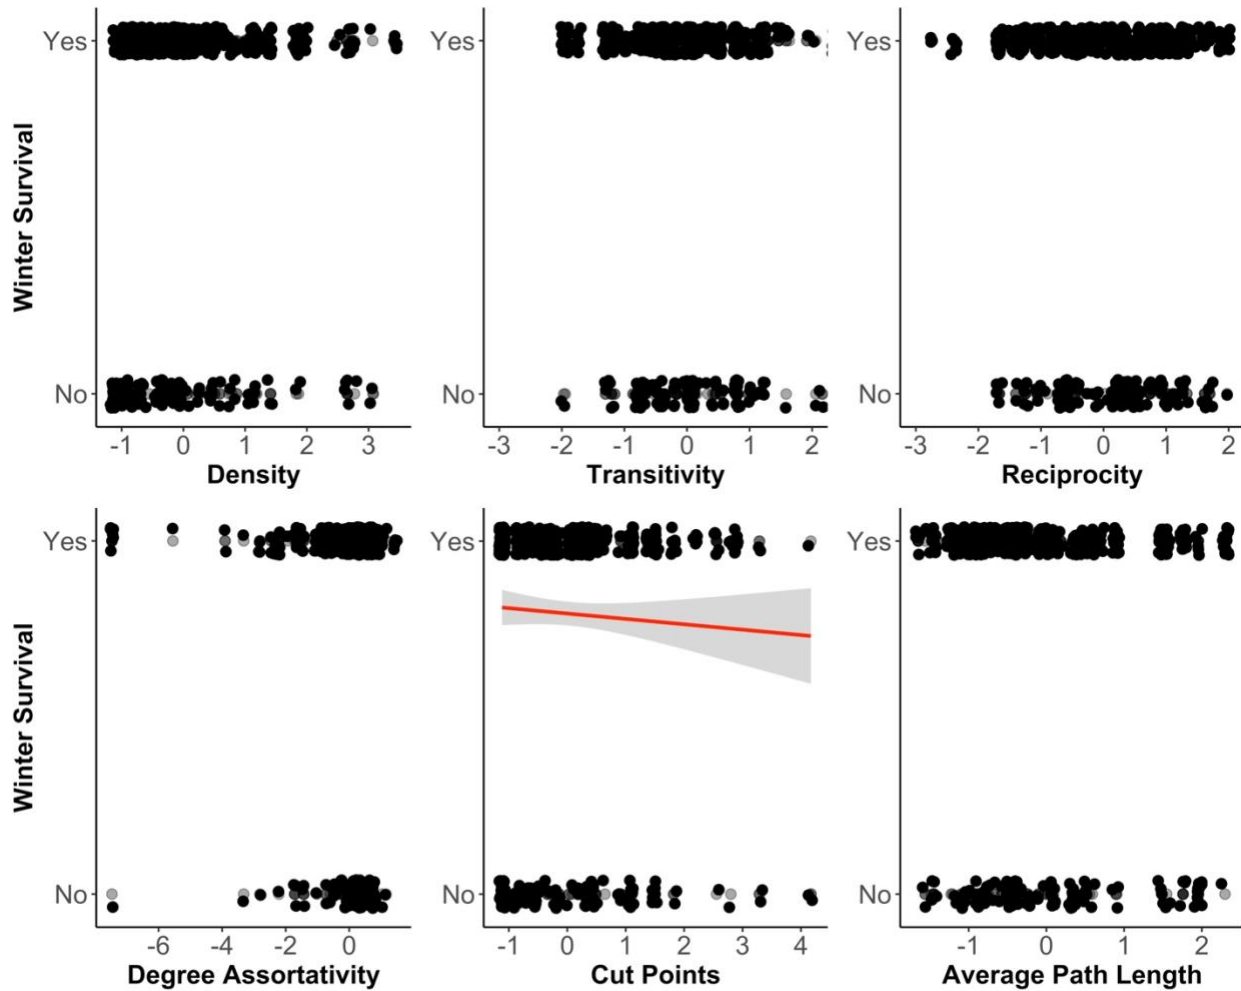 Winter Survival
Yes
No
-1 0 1 2 3
Density
Yes
No
-3 -2 -1 0 1 2
Transitivity
Yes
No
-3 -2 -1 0 1 2
Reciprocity
Winter Survival
Yes
No
-6 -4 -2 0
Degree Assortativity
Yes
No
-1 0 1 2 3 4
Cut Points
Yes
No
-1 0 1 2
Average Path Length